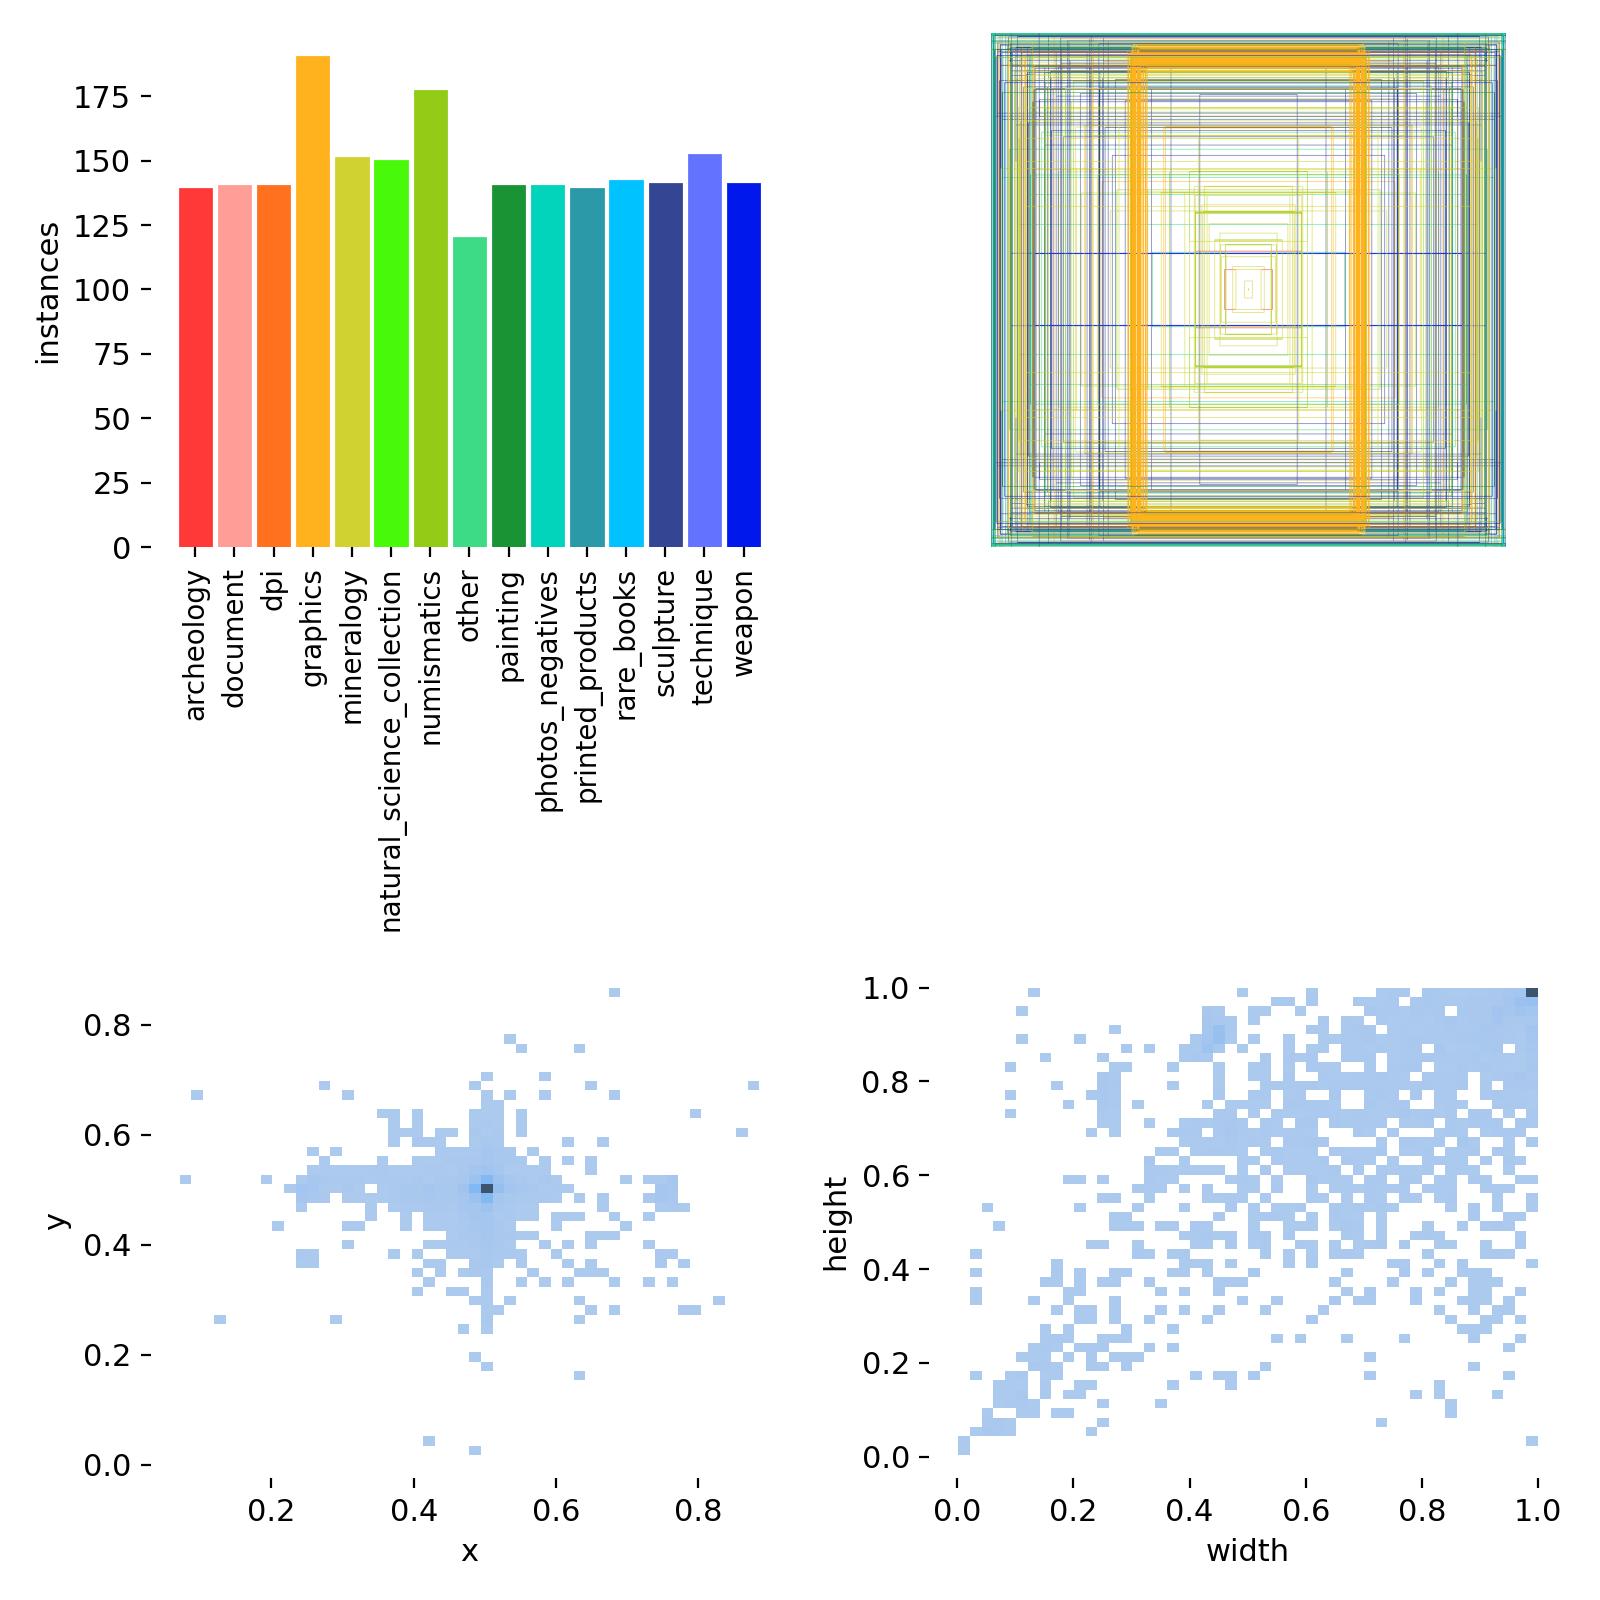 instances
175
150
125
100
75
50
25
0
archeology
document
dpi
graphics
mineralogy
natural_science_collection
numismatics
other
painting
photos_negatives
printed_products
rare_books
sculpture
technique
weapon
y
0.8
0.6
0.4
0.2
0.0
0.2 0.4 0.6 0.8
x
height
1.0
0.8
0.6
0.4
0.2
0.0
0.0 0.2 0.4 0.6 0.8 1.0
width